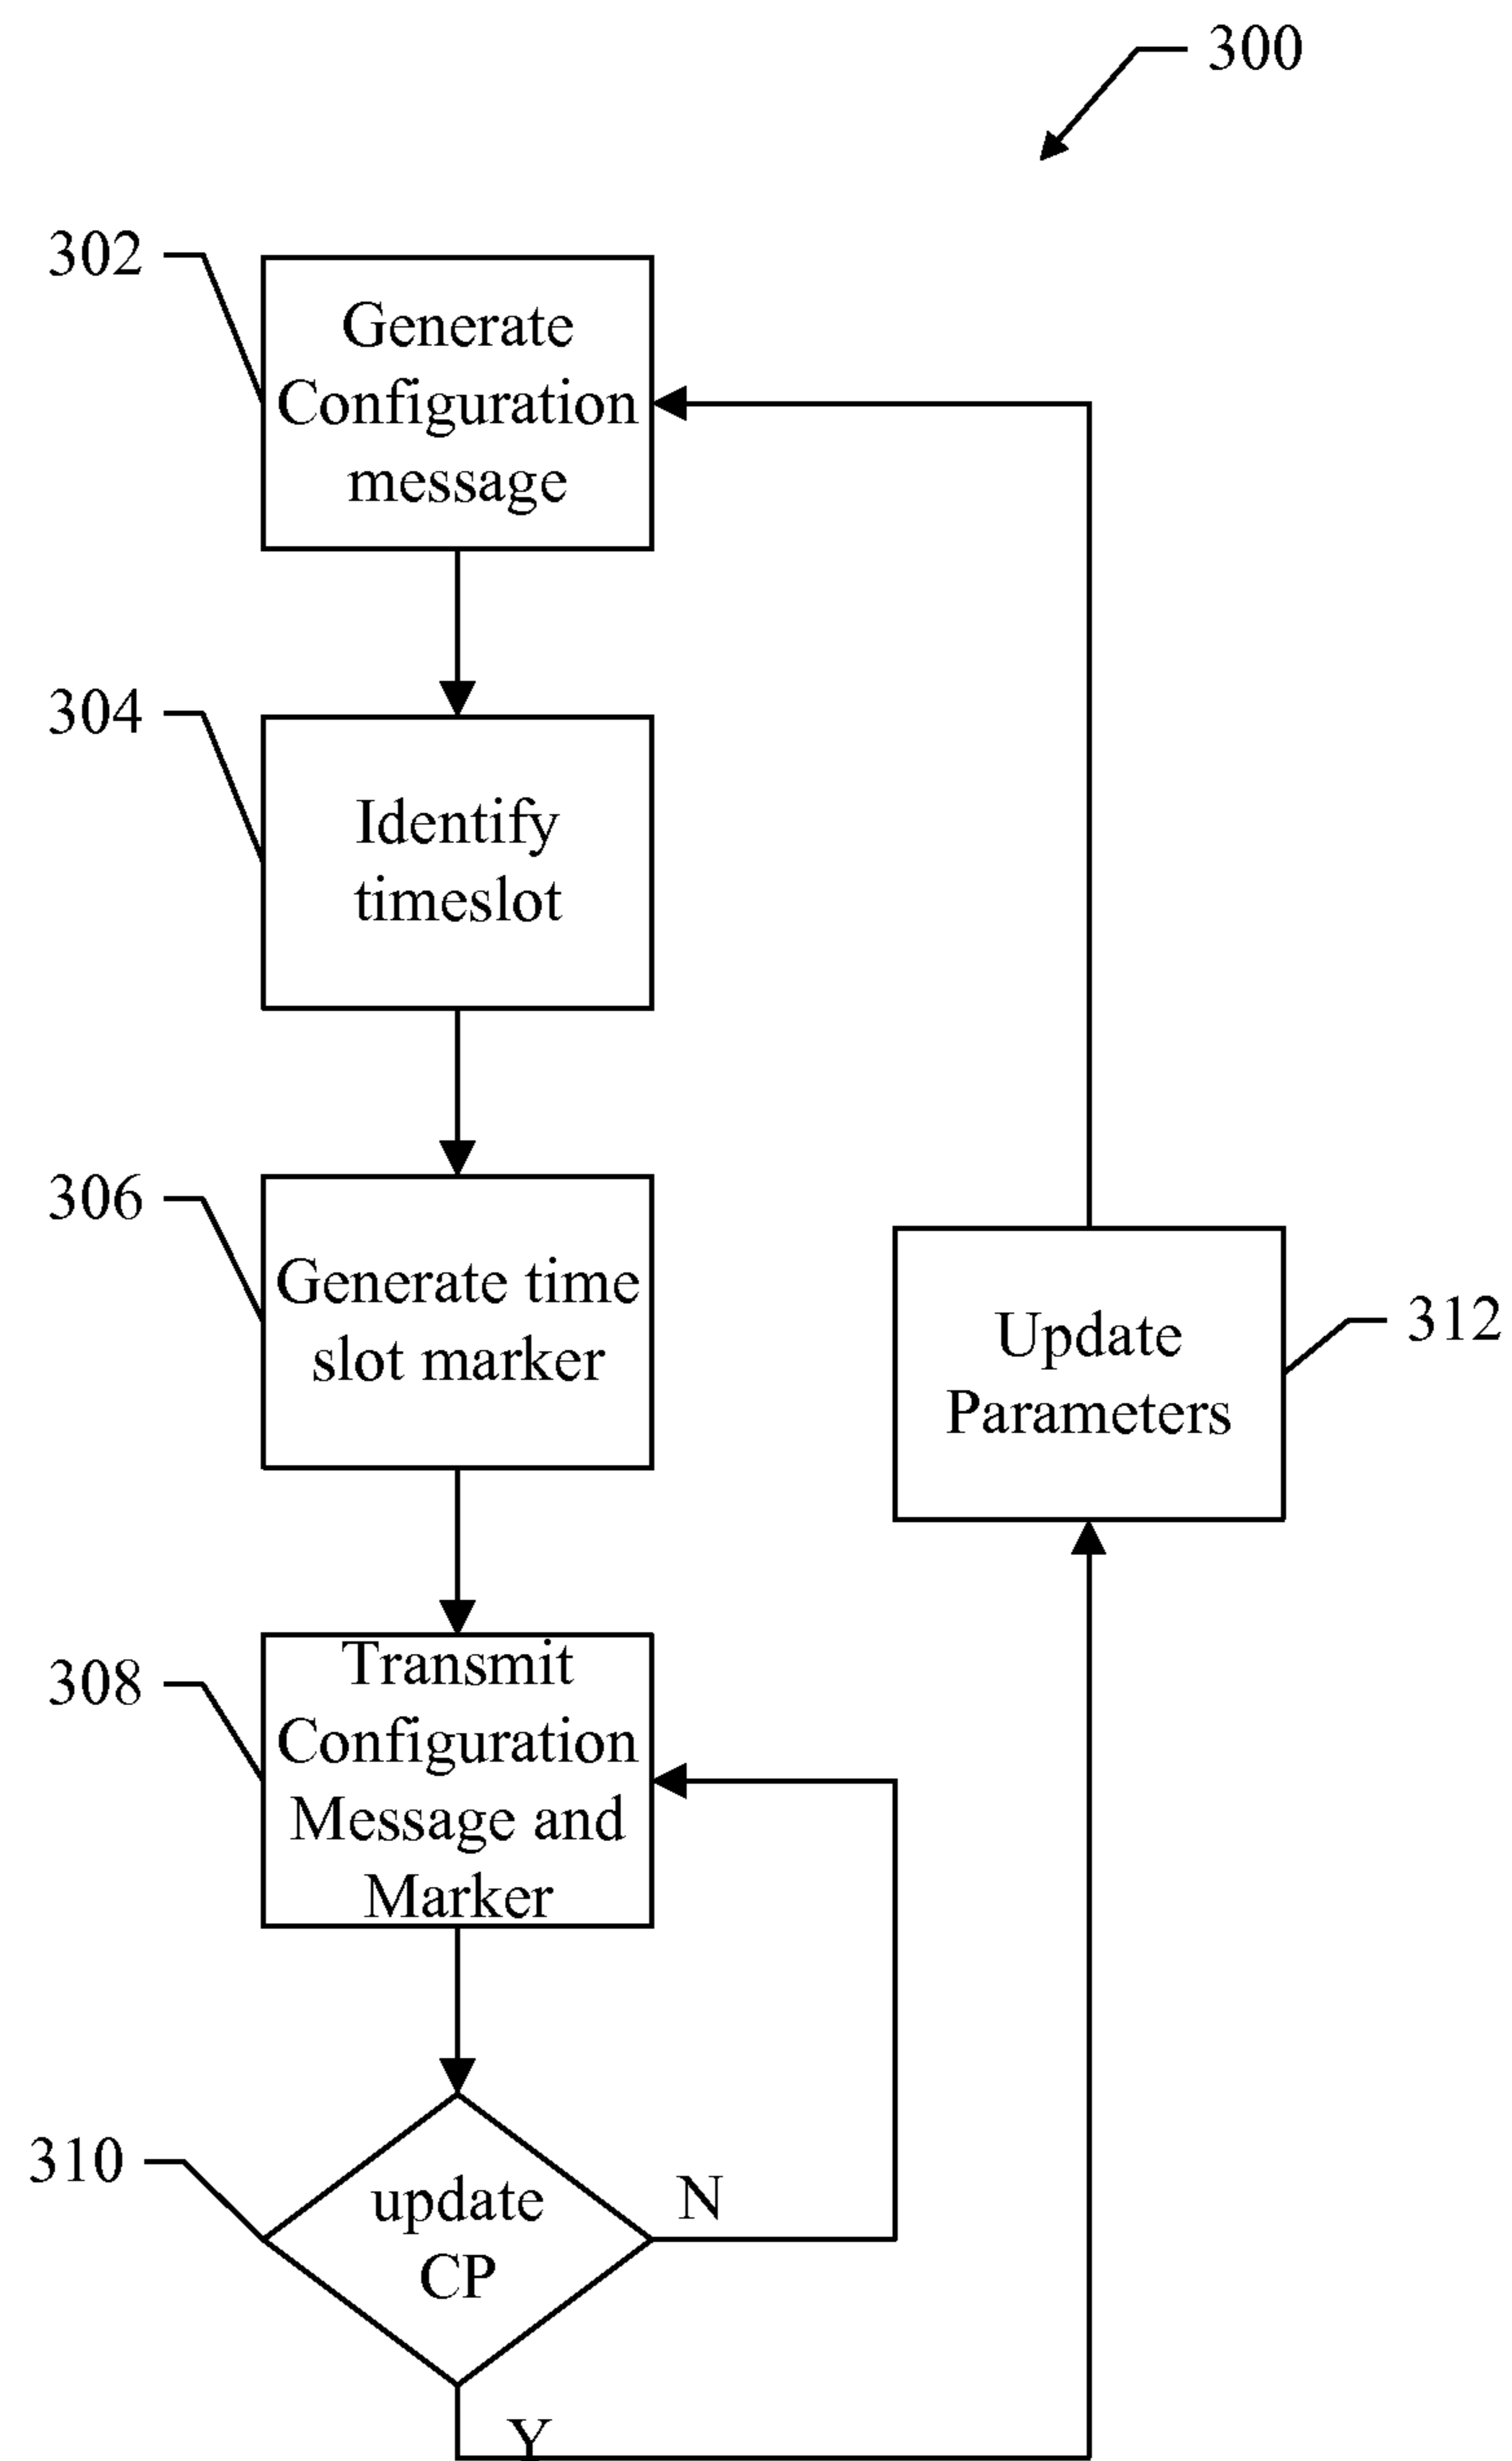 300
302
Generate
Configuration
message
304
Identify
timeslot
306
Generate time
slot marker
Update
Parameters
312
308
Transmit
Configuration
Message and
Marker
310
update
CP
N
Y